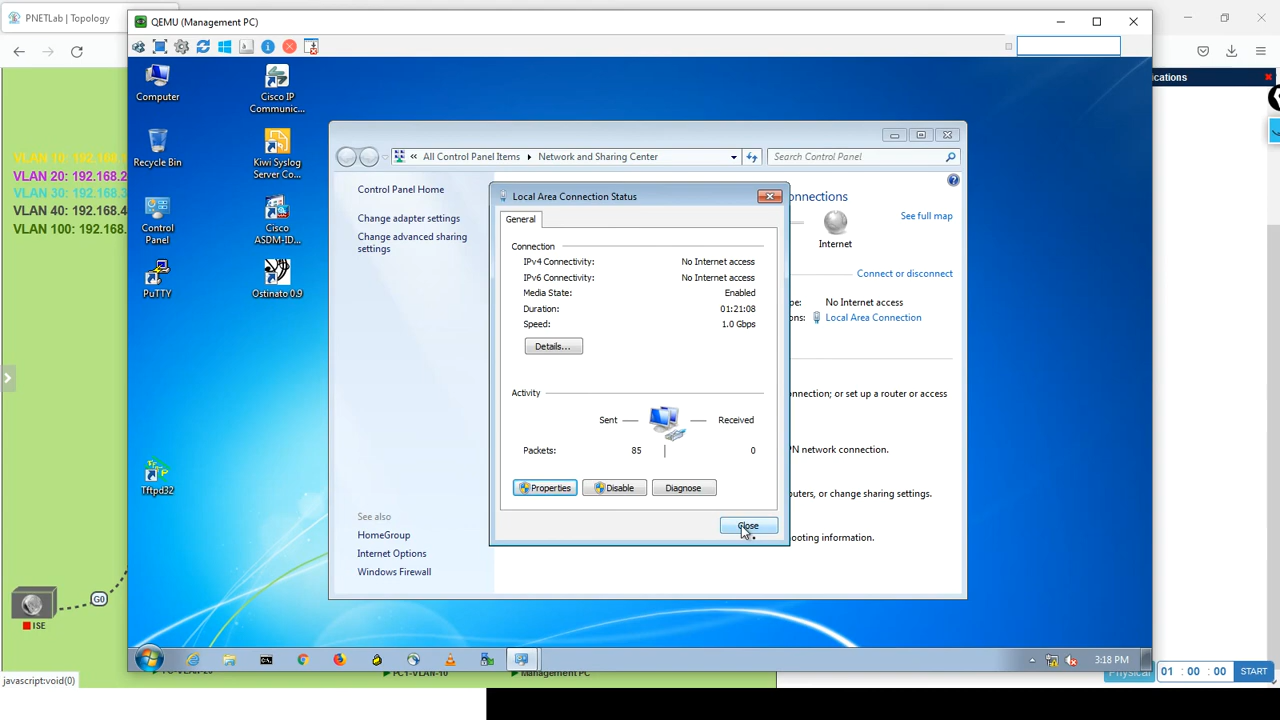 PNETLab | Topology
QEMU (Management PC)
ications
Computer
Cisco IP
Communic...
Recycle Bin
Kiwi Syslog
Server Co...
VLAN 10: 192.168.
VLAN 20: 192.168.2
VLAN 30: 192.168.
VLAN 40: 192.168.4
VLAN 100: 192.168.
Control
Panel
Cisco
ASDM-ID...
PuTTY
Ostinato 0.9
Tftpd32
G0
ISE
« All Control Panel Items Network and Sharing Center
Search Control Panel
Control Panel Home
Change adapter settings
Change advanced sharing
settings
See also
HomeGroup
Internet Options
Windows Firewall
onnections
See full map
Internet
Connect or disconnect
pe: No Internet access
ons: Local Area Connection
nnection; or set up a router or access
PN network connection.
uters, or change sharing settings.
ooting information.
Local Area Connection Status
General
Connection
IPv4 Connectivity: No Internet access
IPv6 Connectivity: No Internet access
Media State: Enabled
Duration: 01:21:08
Speed: 1.0 Gbps
Details...
Activity
Sent Received
Packets: 85 0
Properties Disable Diagnose
Close
3:18 PM
javascript:void(0)
PC1-VLAN-10
Management PC
Physical
01 : 00 : 00 START